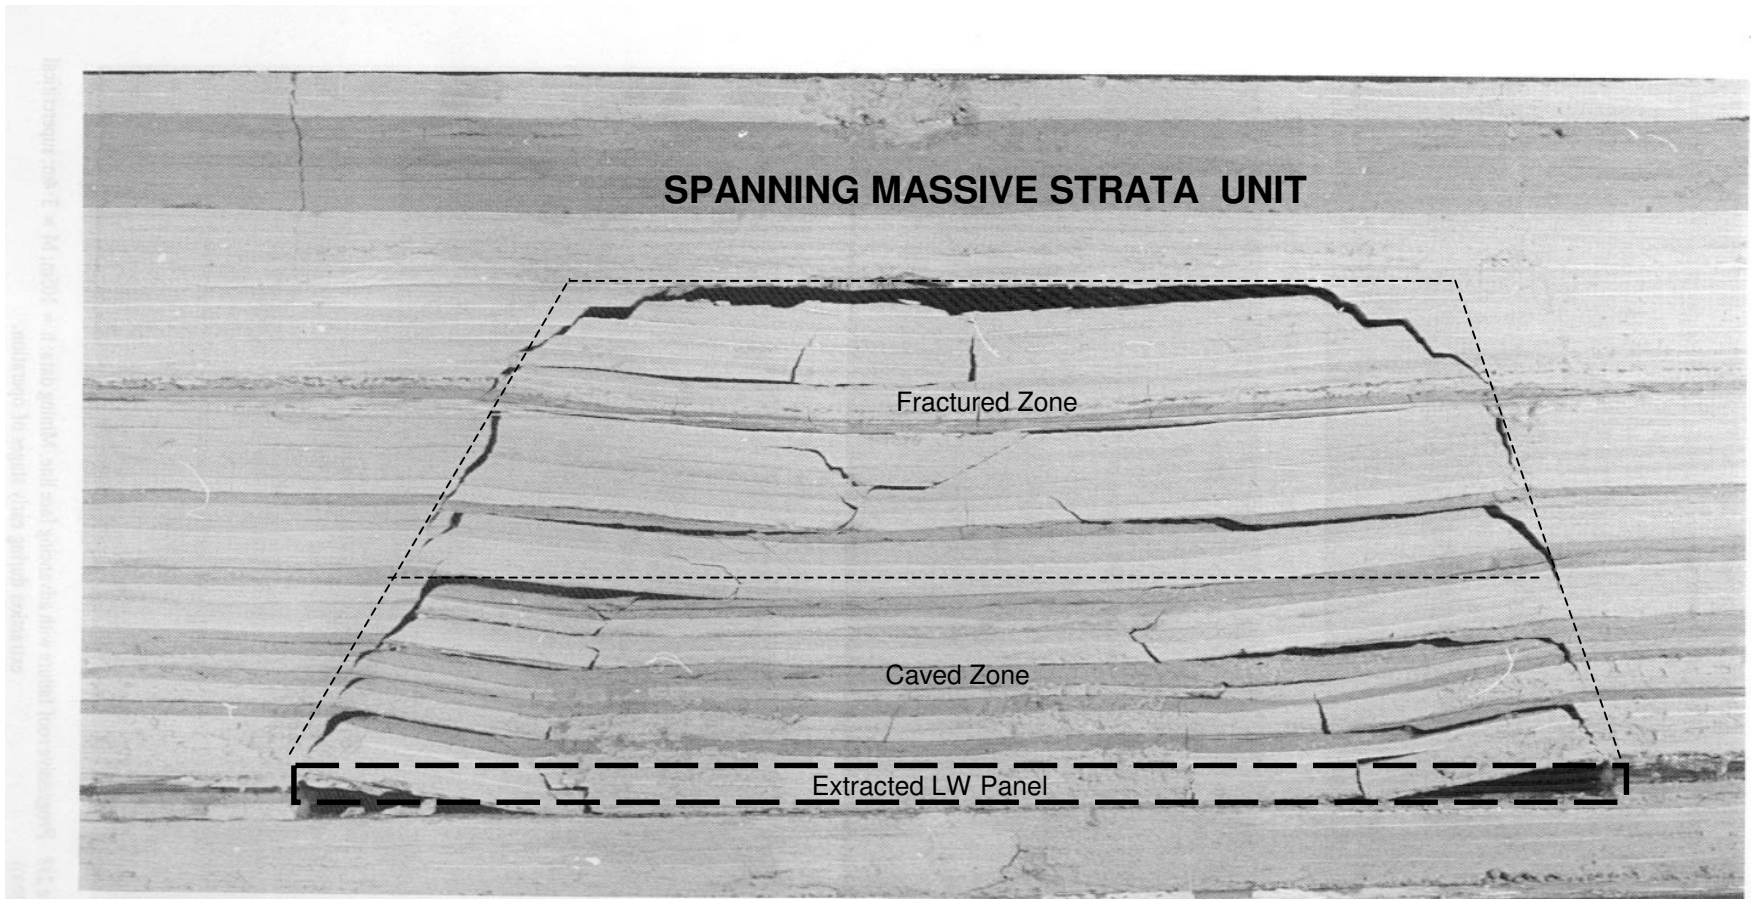 SPANNING MASSIVE STRATA UNIT
Fractured Zone
Caved Zone
Extracted LW Panel